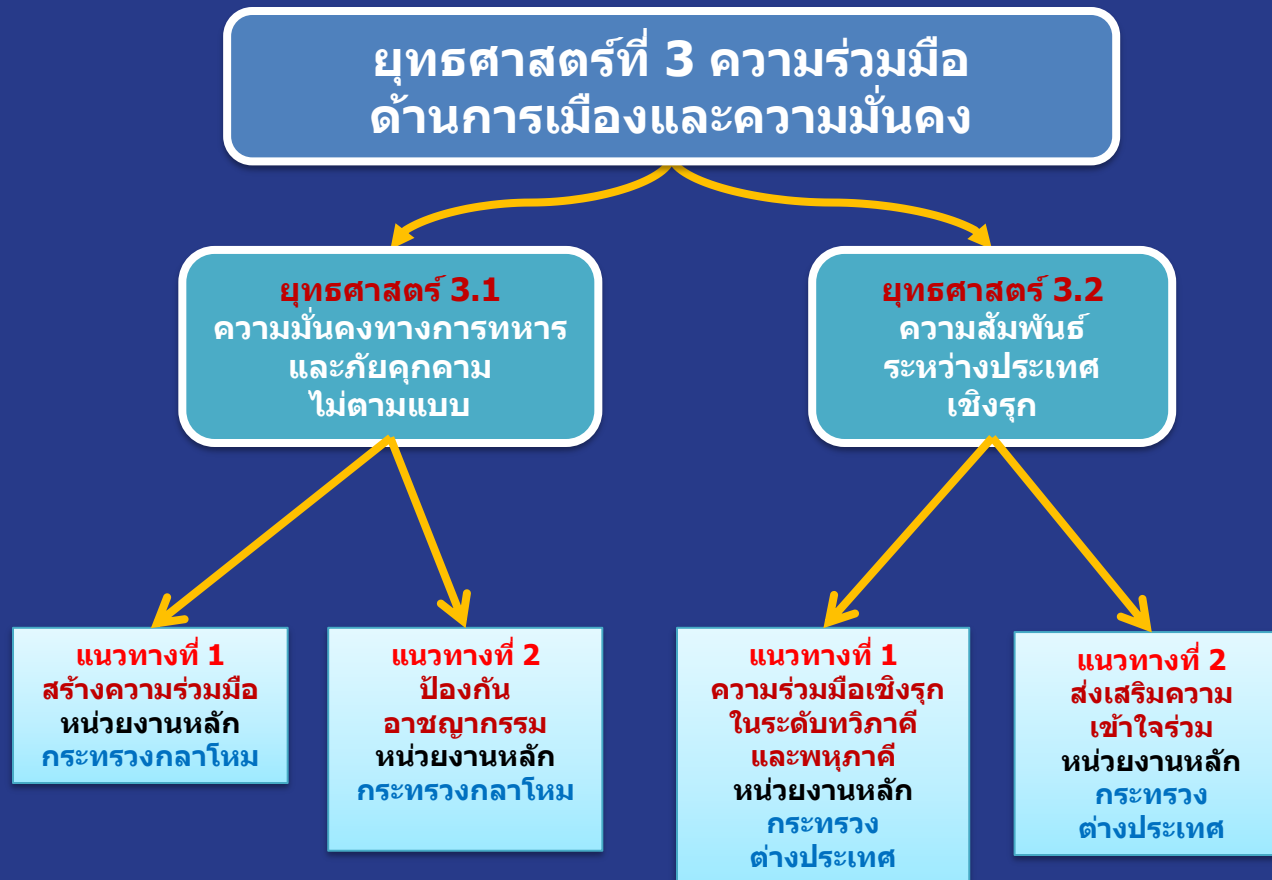 ยุทธศาสตร์ที่ 3 ความร่วมมือ
ด้านการเมืองและความมั่นคง
ยุทธศาสตร์ 3.1
ความมั่นคงทางการทหาร
และภัยคุกคาม
ไม่ตามแบบ
ยุทธศาสตร์ 3.2
ความสัมพันธ์
ระหว่างประเทศ
เชิงรุก
แนวทางที่ 1
สร้างความร่วมมือ
หน่วยงานหลัก
กระทรวงกลาโหม
แนวทางที่ 2
ป้องกัน
อาชญากรรม
หน่วยงานหลัก
กระทรวงกลาโหม
แนวทางที่ 1
ความร่วมมือเชิงรุก
ในระดับทวิภาคี
และพหุภาคี
หน่วยงานหลัก
กระทรวง
ต่างประเทศ
แนวทางที่ 2
ส่งเสริมความ
เข้าใจร่วม
หน่วยงานหลัก
กระทรวง
ต่างประเทศ